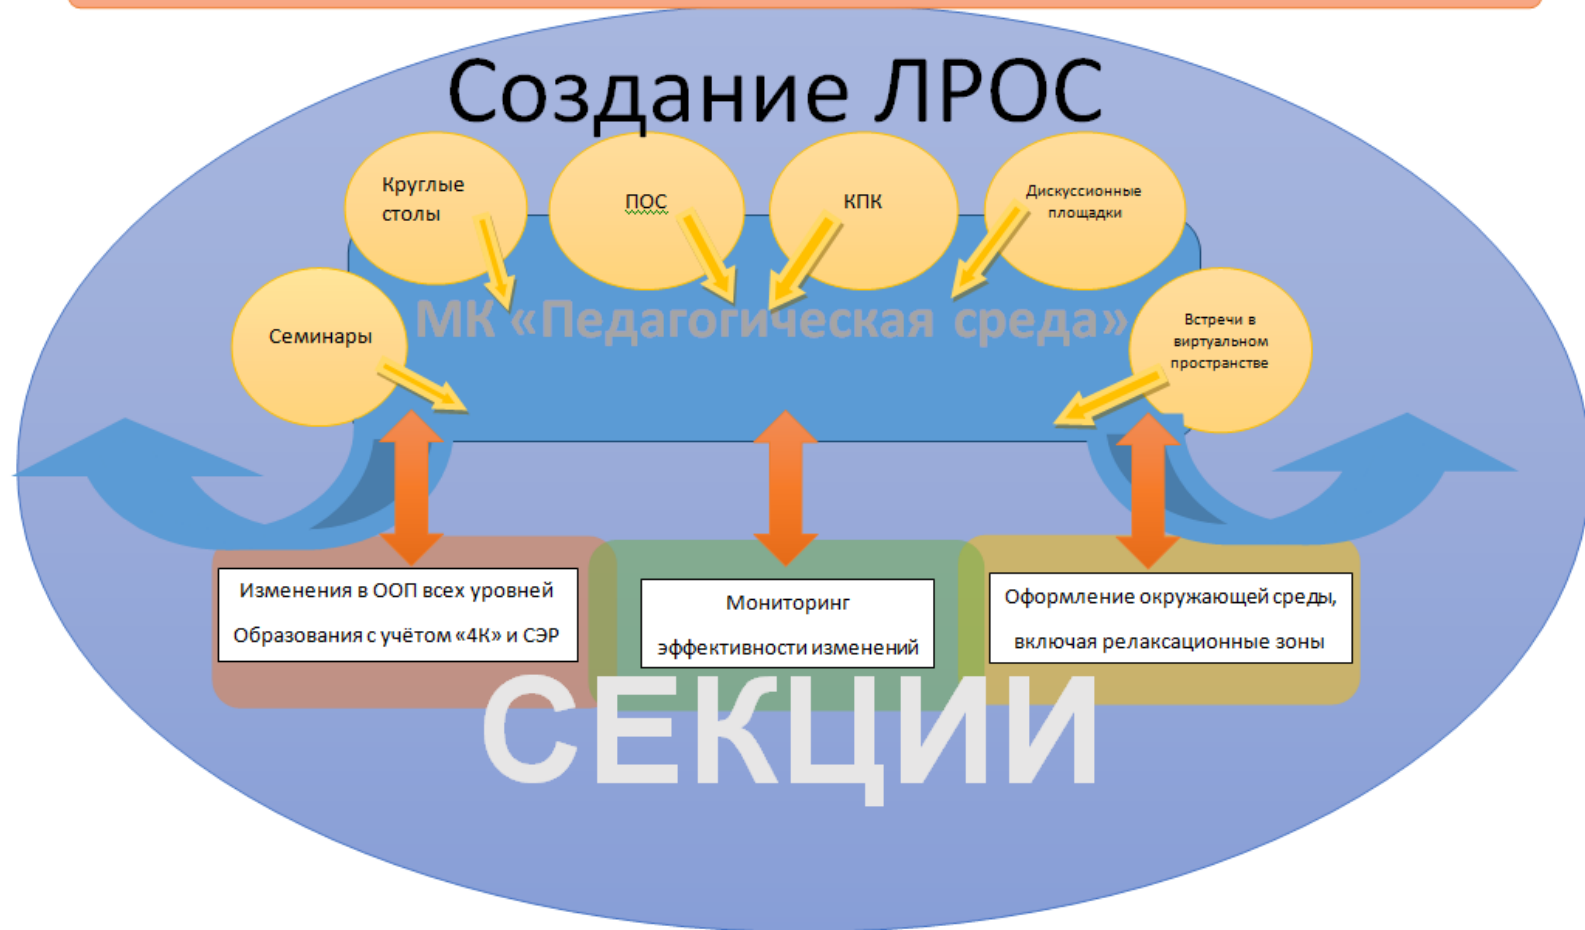 Создание ЛРОС
Круглые
столы
ПОС
КПК
Дискуссионные
площадки
Семинары
МК «Педагогическая среда»
Встречи в
виртуальном
пространстве
Изменения в ООП всех уровней
Образования с учётом «4К» и СЭР
Мониторинг
эффективности изменений
Оформление окружающей среды,
включая релаксационные зоны
СЕКЦИИ